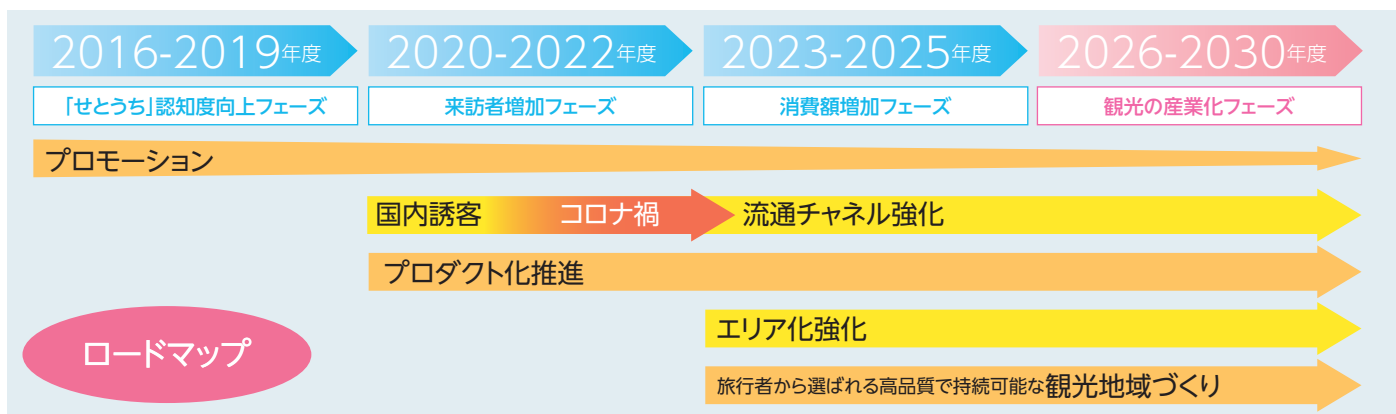 2016-2019年度
2020-2022年度
2023-2025年度
2026-2030年度
「せとうち」認知度向上フェーズ
来訪者増加フェーズ
消費額増加フェーズ
観光の産業化フェーズ
プロモーション
国内誘客
コロナ禍
流通チャネル強化
プロダクト化推進
エリア化強化
ロードマップ
旅行者から選ばれる高品質で持続可能な観光地域づくり